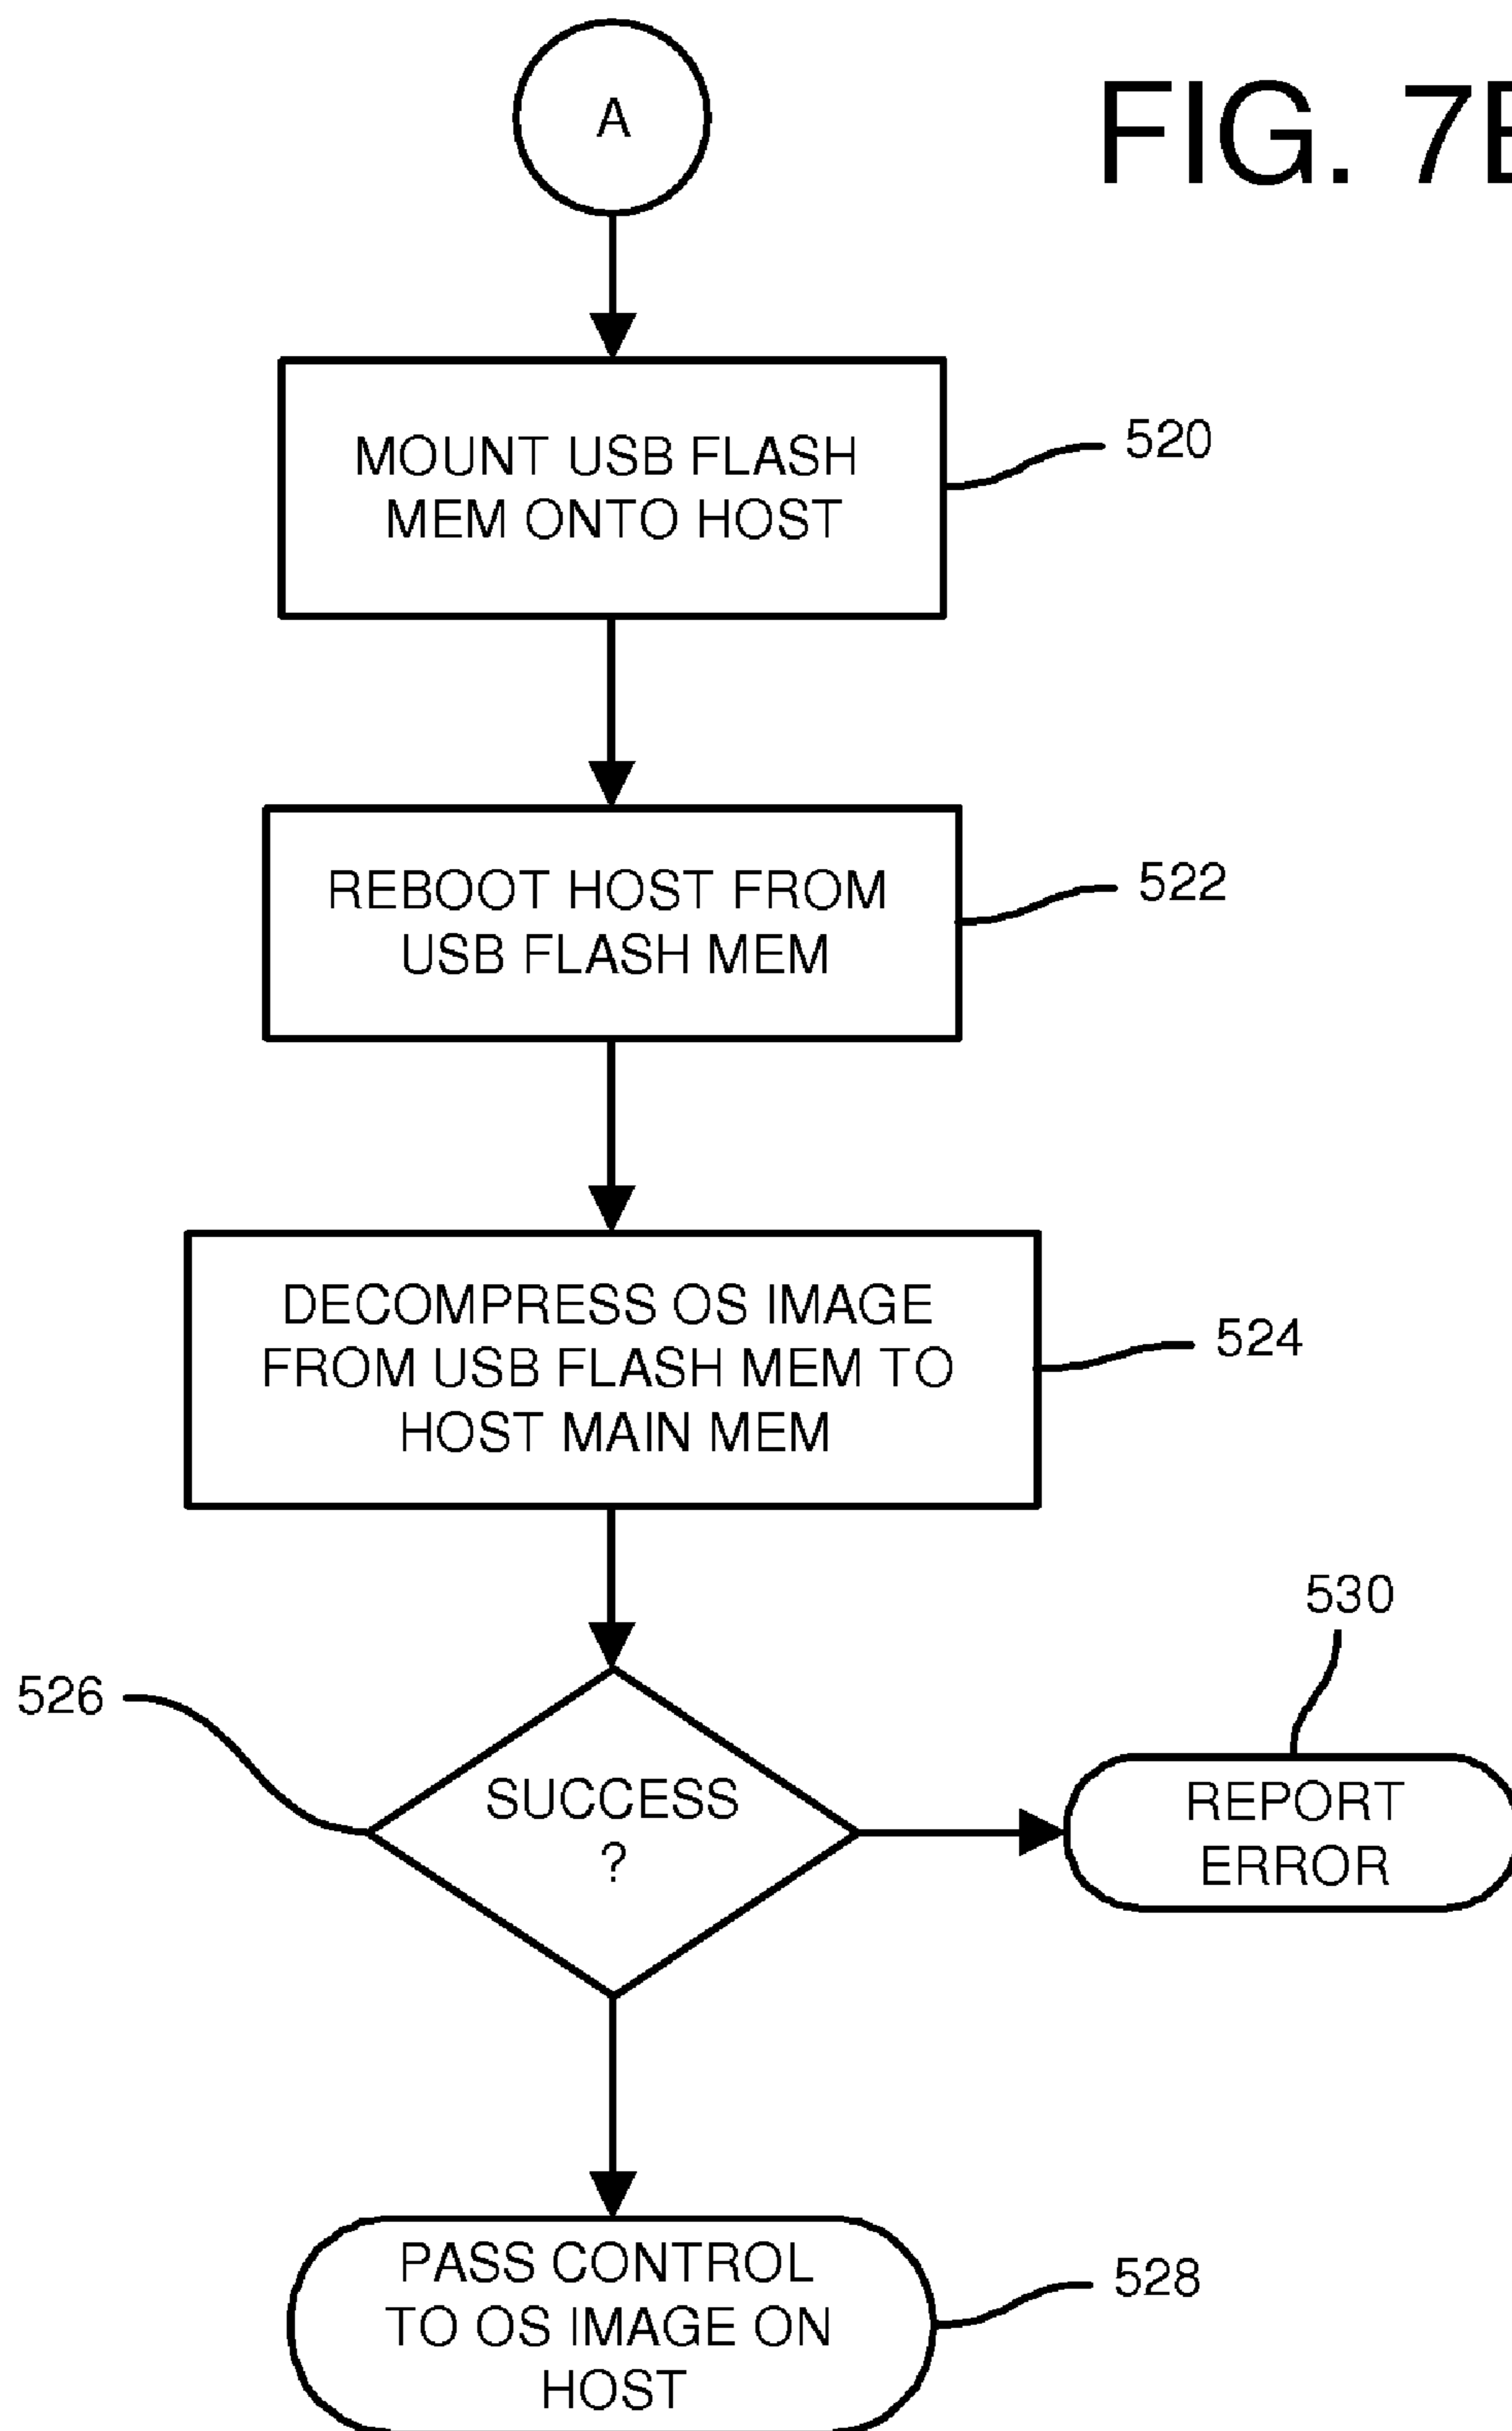 A
FIG. 7B
MOUNT USB FLASH
MEM ONTO HOST
520
REBOOT HOST FROM
USB FLASH MEM
522
DECOMPRESS OS IMAGE
FROM USB FLASH MEM TO
HOST MAIN MEM
524
530
526
SUCCESS
?
REPORT
ERROR
PASS CONTROL
TO OS IMAGE ON
HOST
528